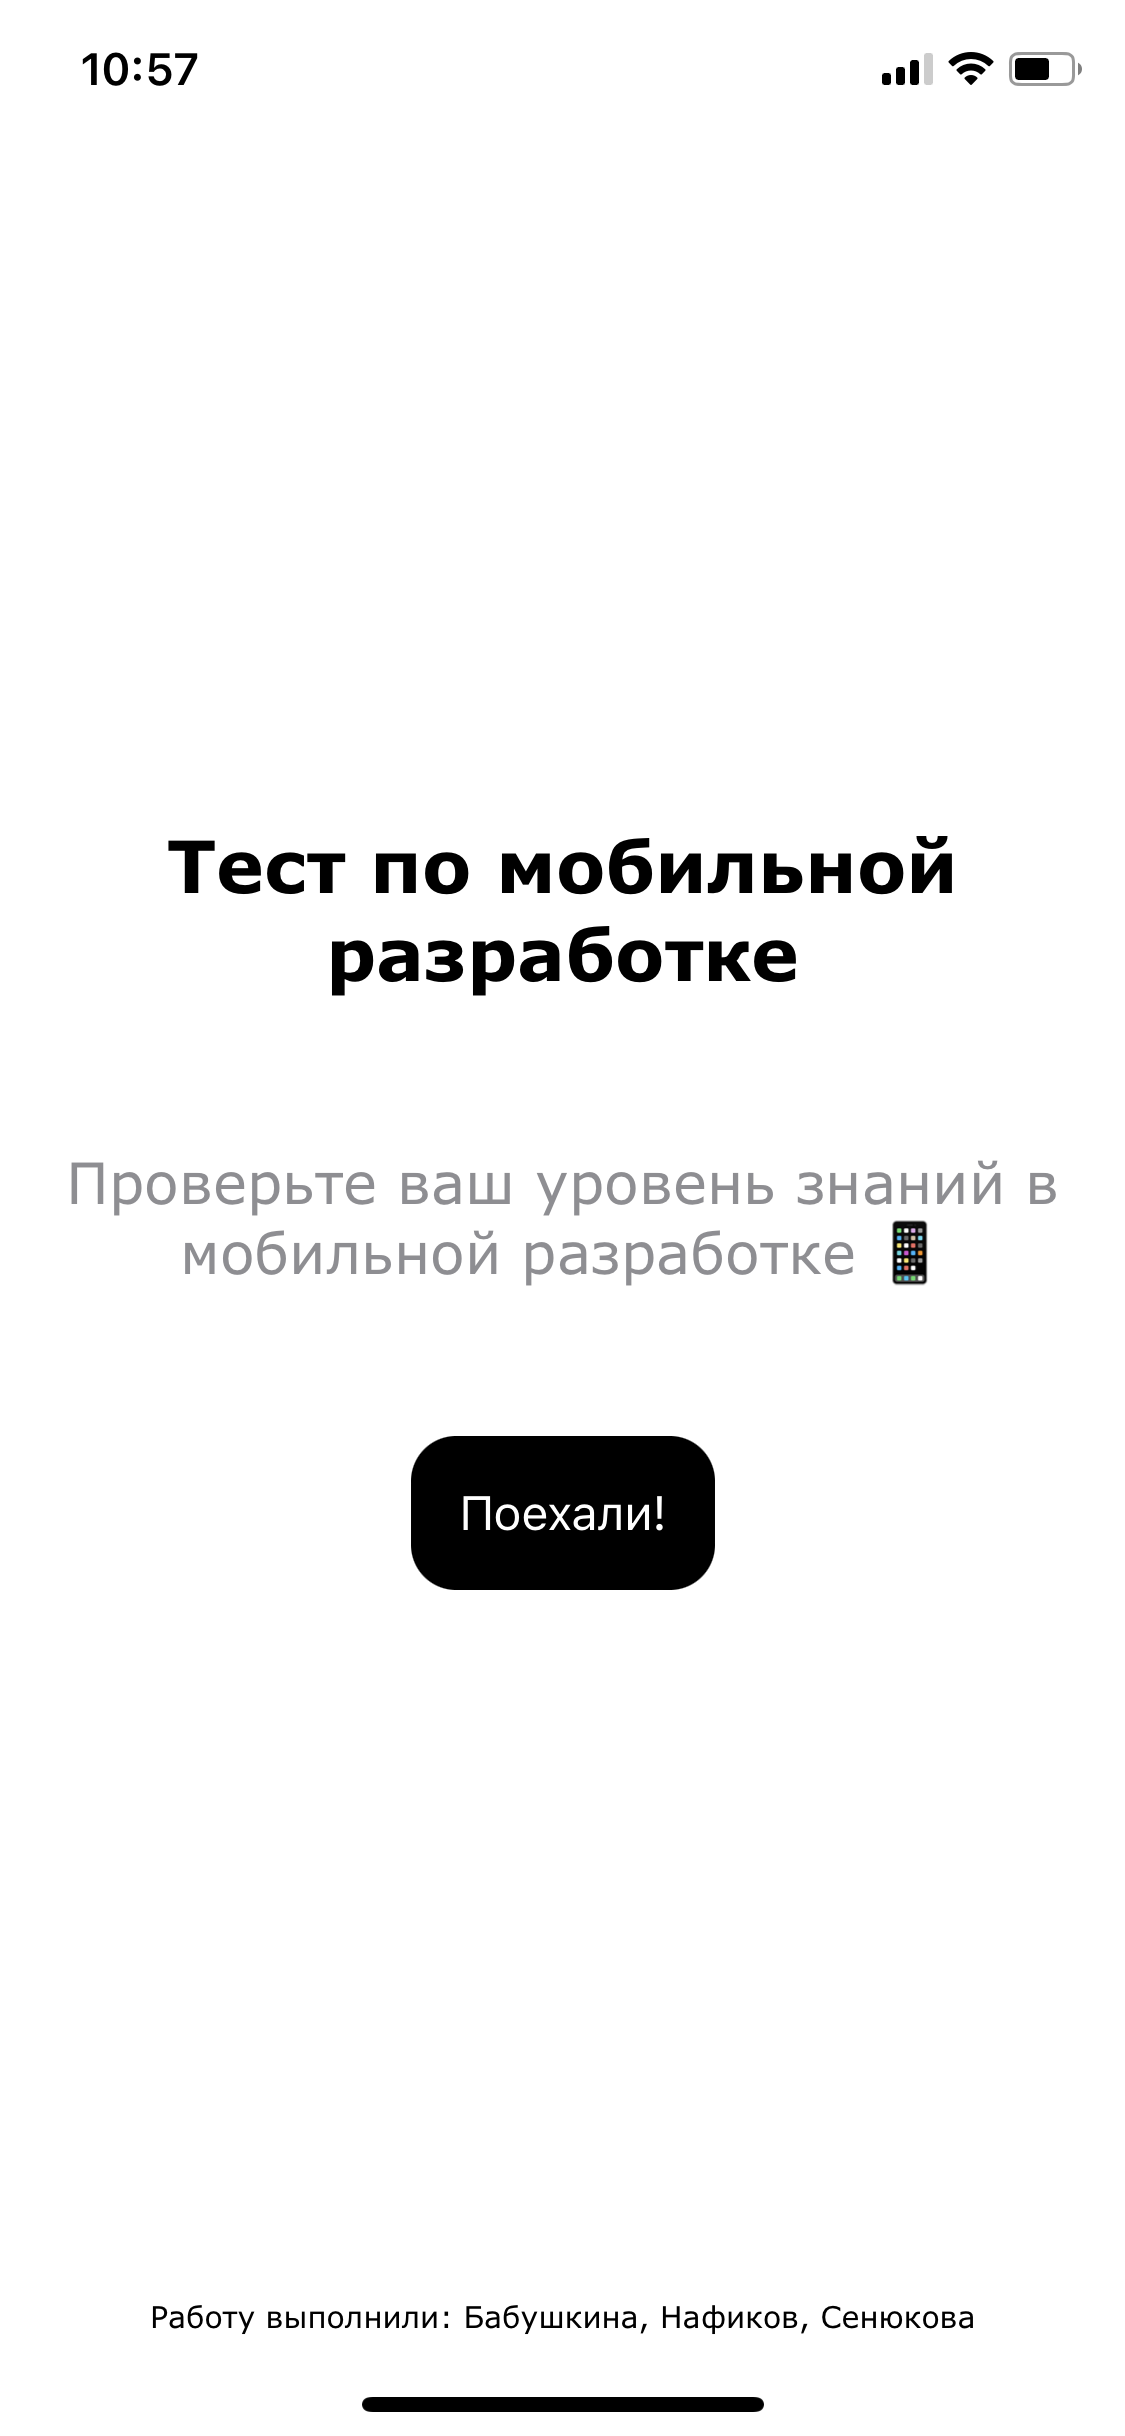 10:57
Тест по мобильной
разработке
Проверьте ваш уровень знаний в
мобильной разработке 📱
Поехали!
Работу выполнили: Бабушкина, Нафиков, Сенюкова